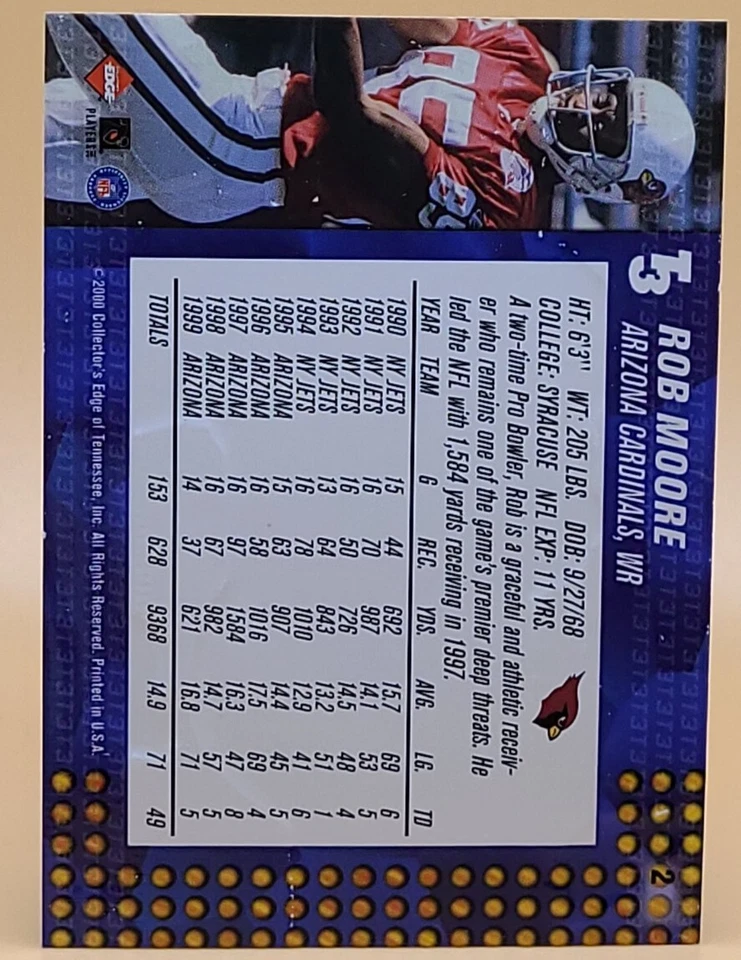 T3
ROB MOORE
ARIZONA CARDINALS, WR
2
HT: 6'3" WT: 205 LBS. DOB: 9/27/68
COLLEGE: SYRACUSE NFL EXP: 11 YRS.
A two-time Pro Bowler, Rob is a graceful and athletic receiv-
er who remains one of the game's premier deep threats. He
led the NFL with 1,584 yards receiving in 1997.
YEAR TEAM G REC. YDS. AVG. LG. TD
1990 NY JETS 15 44 692 15.7 69 6
1991 NY JETS 16 70 987 14.1 53 5
1992 NY JETS 16 50 726 14.5 48 4
1993 NY JETS 13 64 843 13.2 51 1
1994 NY JETS 16 78 1010 12.9 41 6
1995 ARIZONA 15 63 907 14.4 45 5
1996 ARIZONA 16 58 1016 17.5 69 4
1997 ARIZONA 16 97 1584 16.3 47 8
1998 ARIZONA 16 67 982 14.7 57 5
1999 ARIZONA 14 37 621 16.8 71 5
TOTALS 153 628 9368 14.9 71 49
©2000 Collector's Edge of Tennessee, Inc. All Rights Reserved. Printed in U.S.A.
EDGE
PLAYERS INC
NFL
85